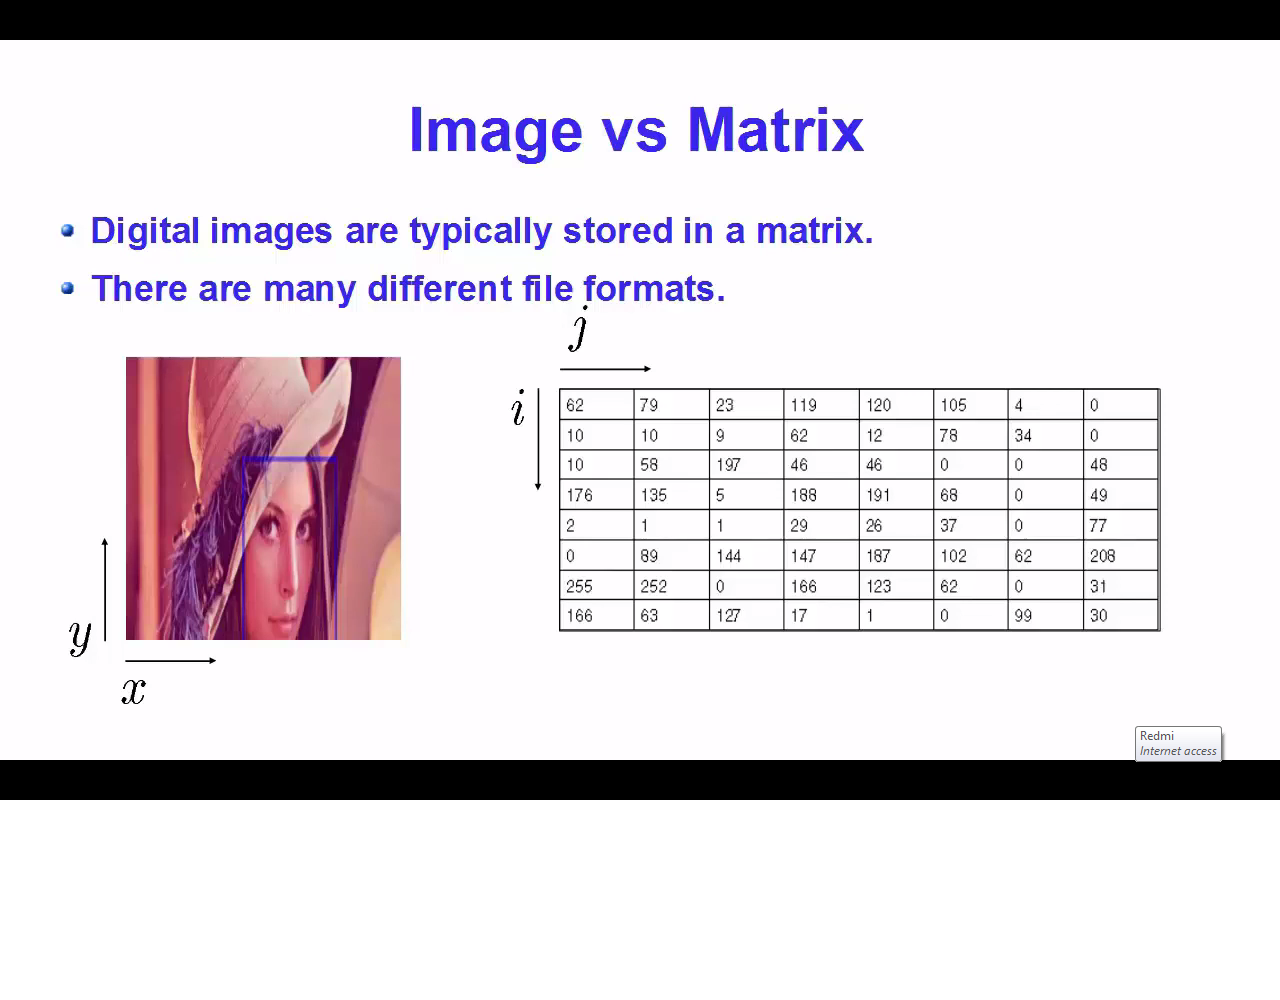 Image vs Matrix
Digital images are typically stored in a matrix.
There are many different file formats.
j
i
62 79 23 119 120 105 4 0
10 10 9 62 12 78 34 0
10 58 197 46 46 0 0 48
176 135 5 188 191 68 0 49
2 1 1 29 26 37 0 77
0 89 144 147 187 102 62 208
255 252 0 166 123 62 0 31
166 63 127 17 1 0 99 30
y
x
Redmi
Internet access